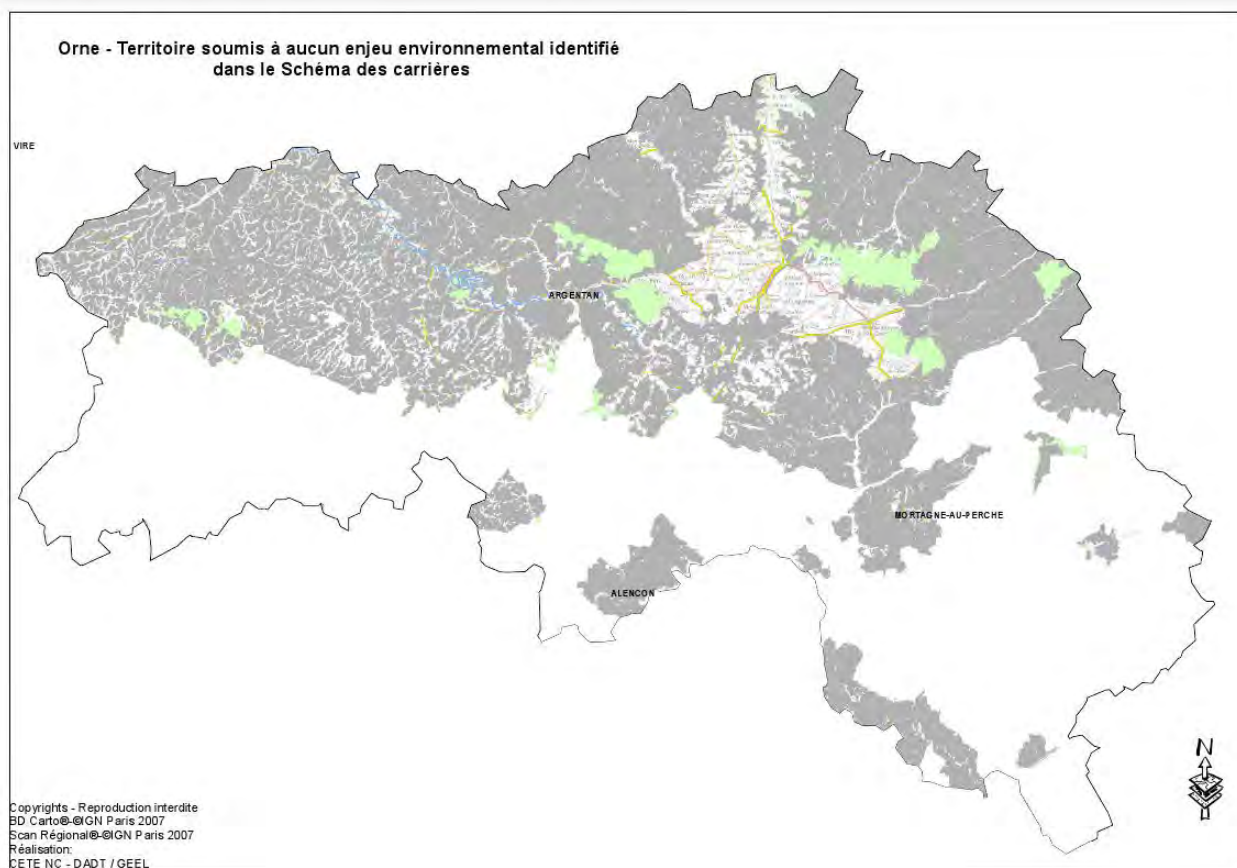 Orne - Territoire soumis à aucun enjeu environnemental identifié
dans le Schéma des carrières
VIRE
ARGENTAN
MORTAGNE-AU-PERCHE
ALENCON
N
Copyrights - Reproduction interdite
BD Carto®-©IGN Paris 2007
Scan Régional®-©IGN Paris 2007
Réalisation:
CETE NC - DADT / GEEL